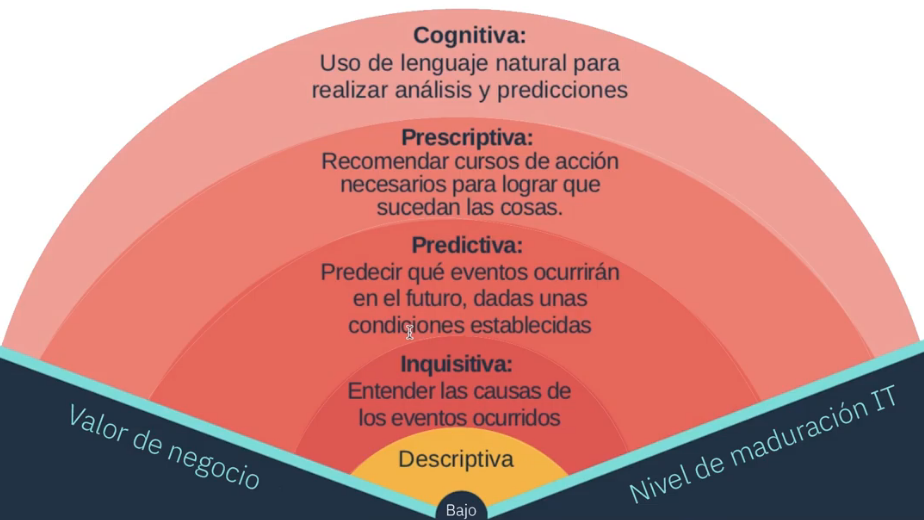 Cognitiva:
Uso de lenguaje natural para
realizar análisis y predicciones
Prescriptiva:
Recomendar cursos de acción
necesarios para lograr que
sucedan las cosas.
Predictiva:
Predecir qué eventos ocurrirán
en el futuro, dadas unas
condiciones establecidas
Inquisitiva:
Entender las causas de
los eventos ocurridos
Descriptiva
Valor de negocio
Nivel de maduración IT
Bajo